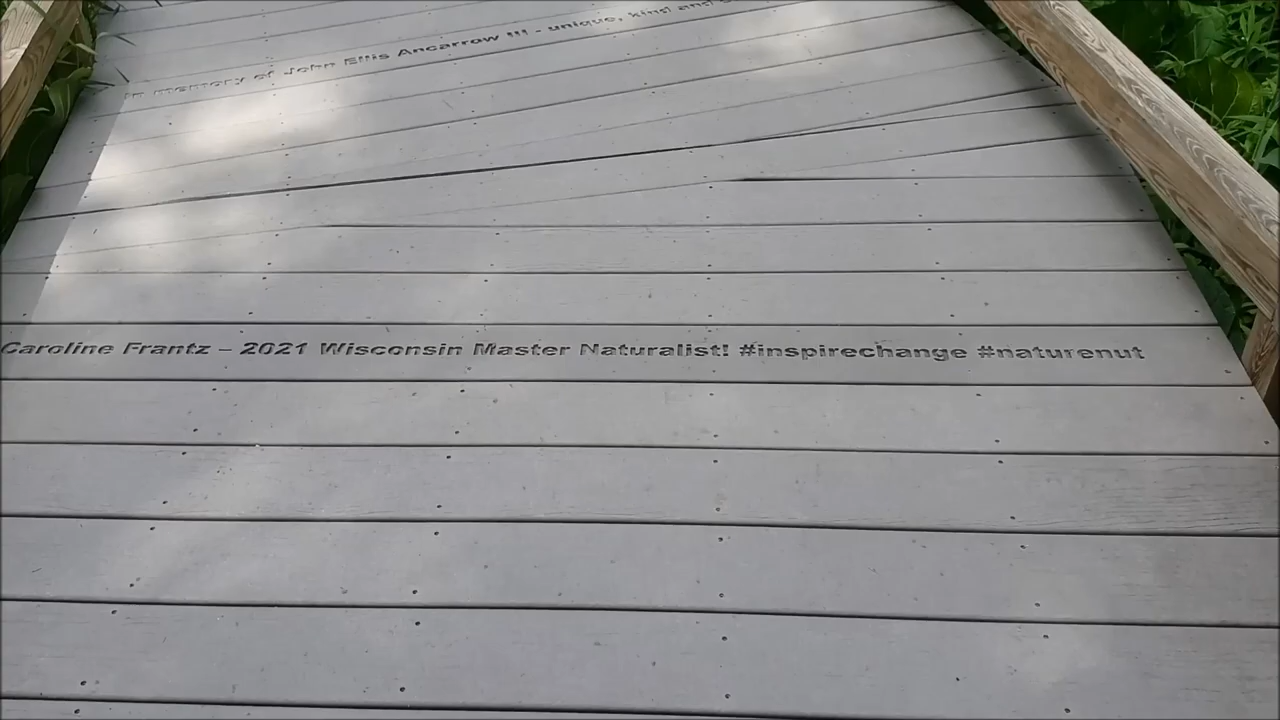 In memory of John Ellis Ancarrow III - unique, kind and
Caroline Frantz – 2021 Wisconsin Master Naturalist! #inspirechange #naturenut